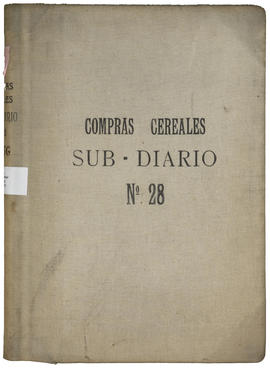 COMPRAS CEREALES
SUB - DIARIO
Nº 28